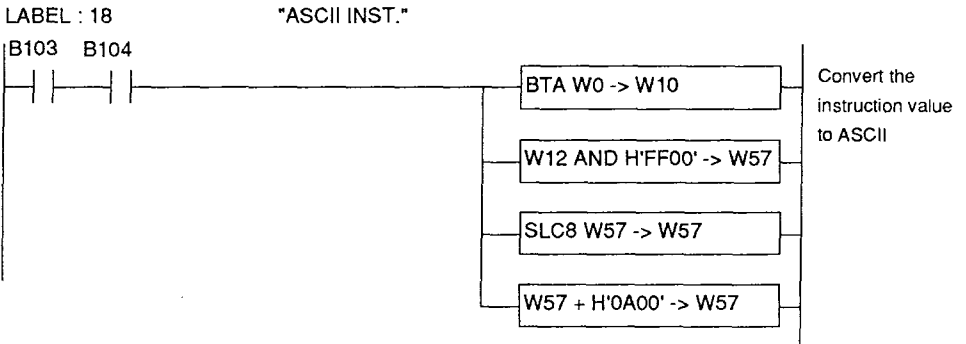 LABEL : 18 "ASCII INST."
B103 B104
BTA W0 -> W10
Convert the
instruction value
to ASCII
W12 AND H'FF00' -> W57
SLC8 W57 -> W57
W57 + H'0A00' -> W57